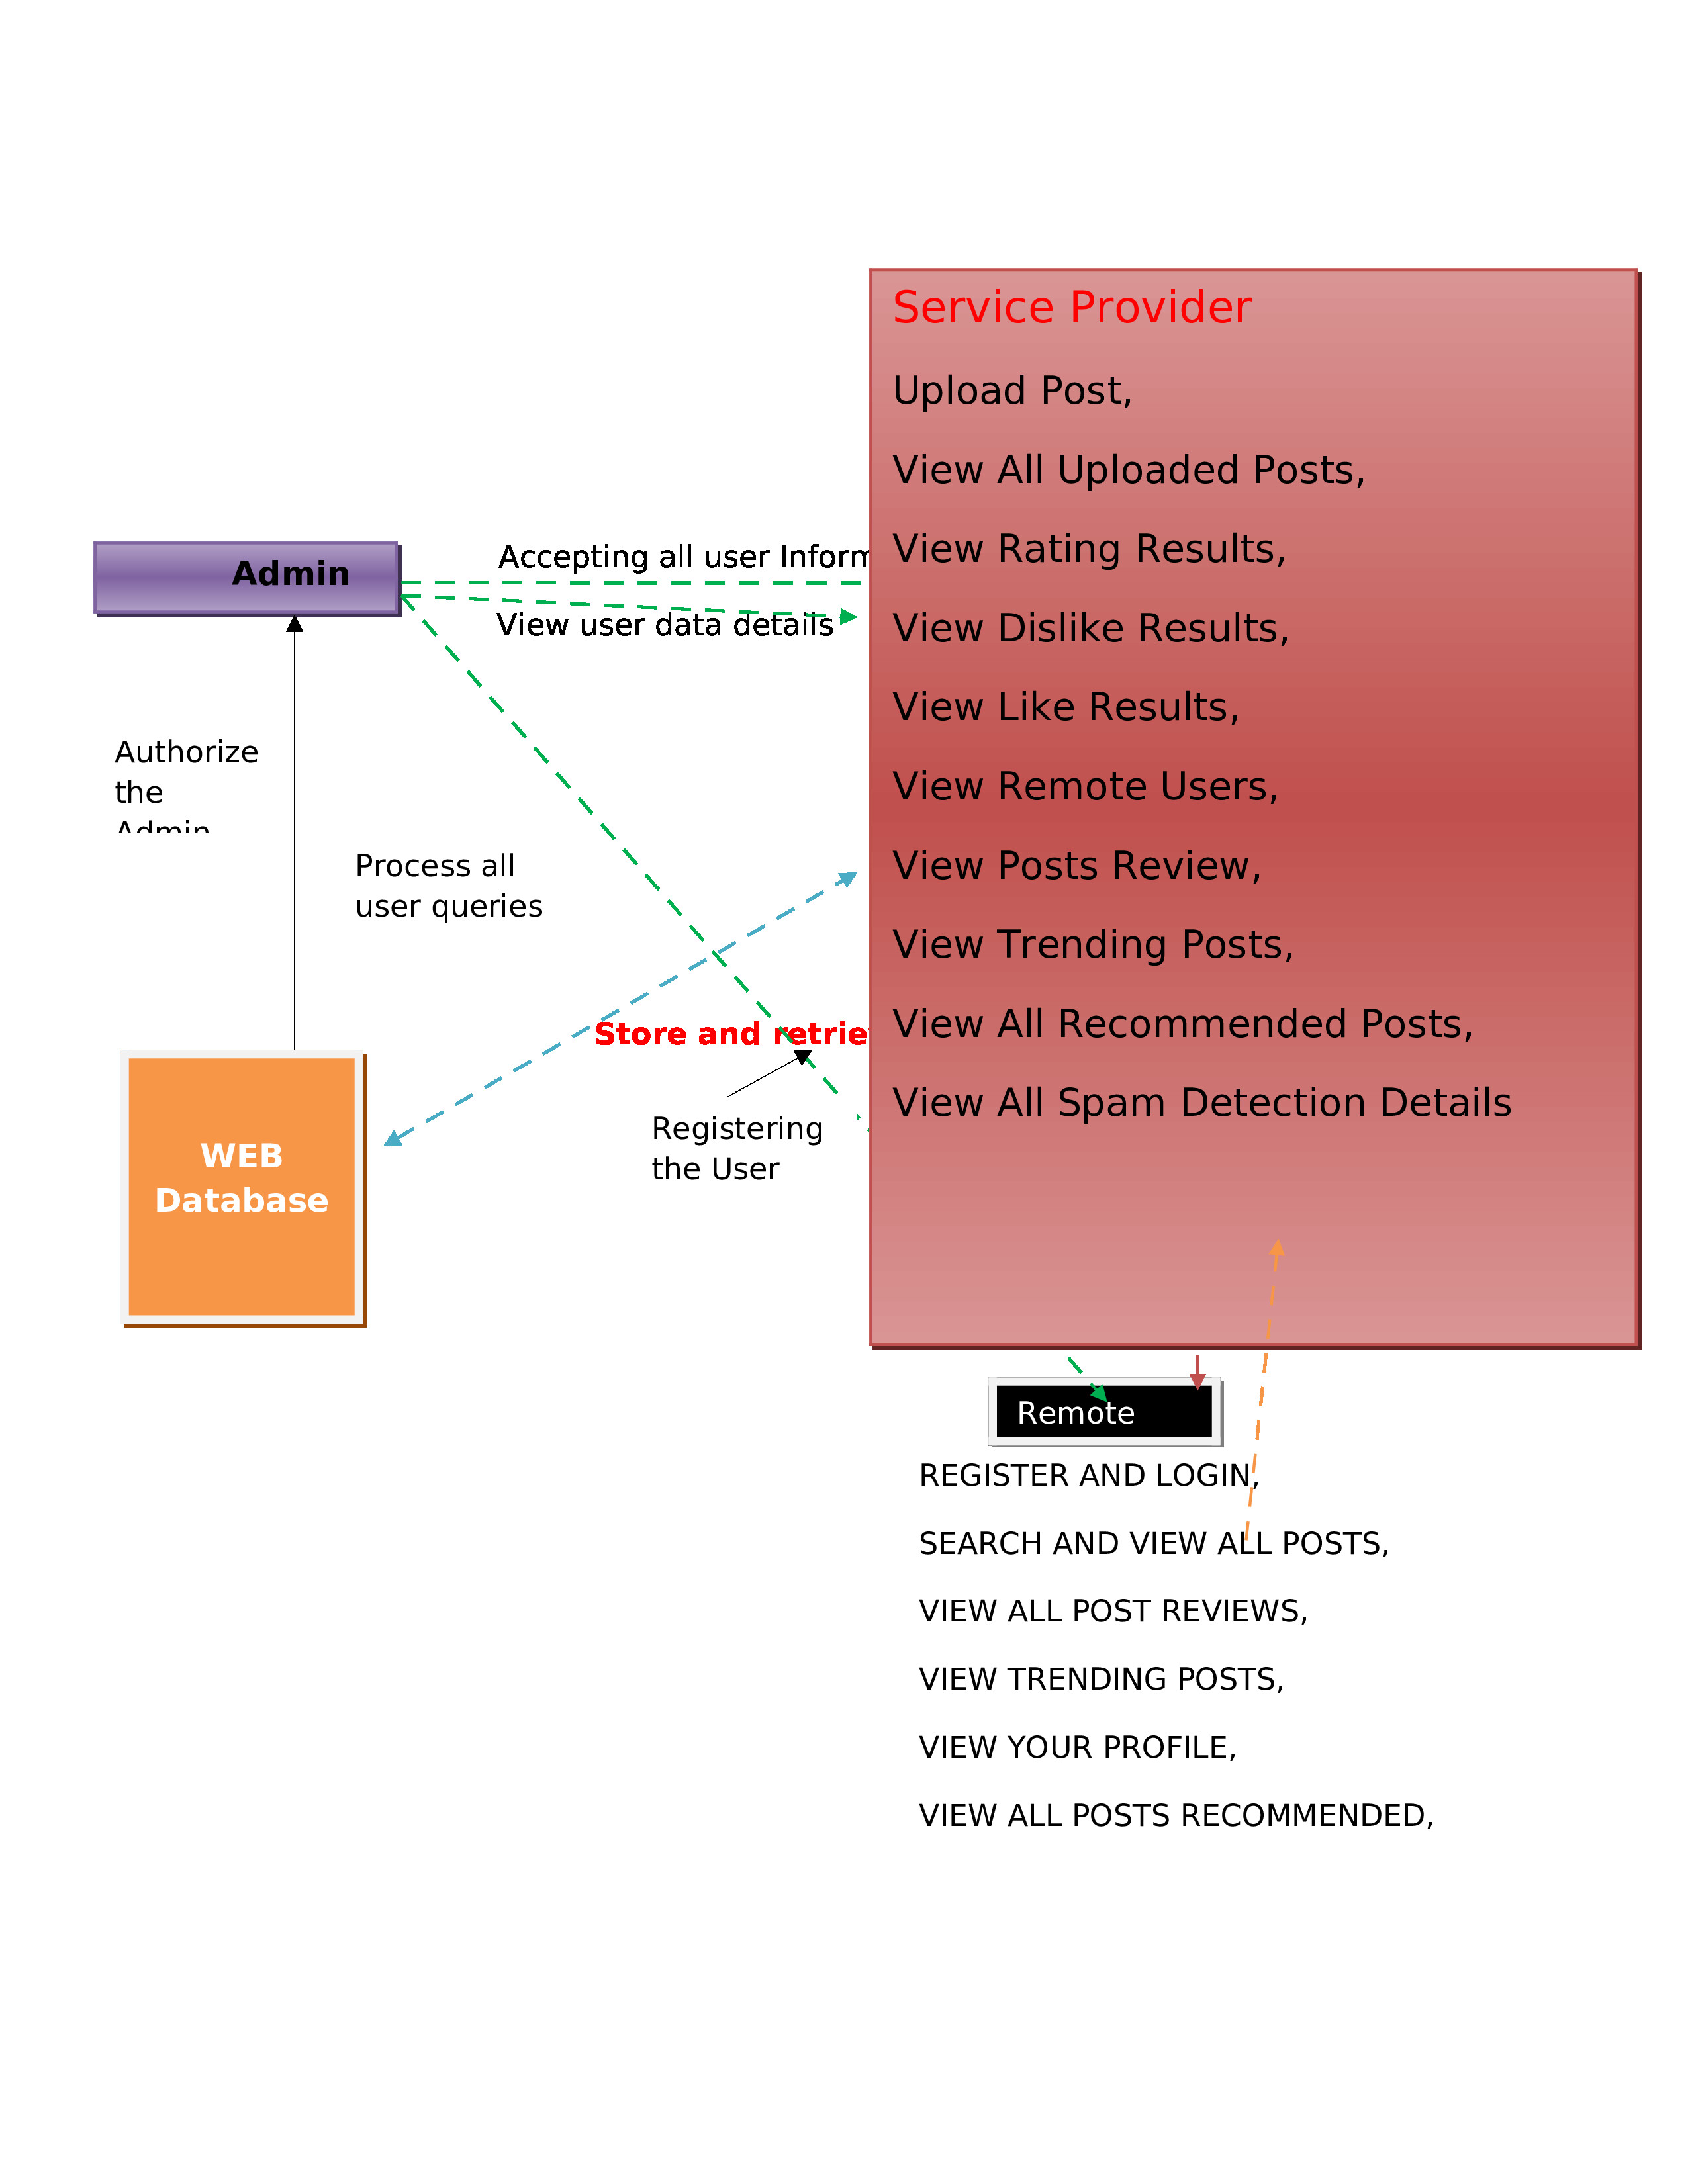 Service Provider
Upload Post,
View All Uploaded Posts,
View Rating Results,
View Dislike Results,
View Like Results,
View Remote Users,
View Posts Review,
View Trending Posts,
View All Recommended Posts,
View All Spam Detection Details
Admin
Accepting all user Inform
View user data details
Authorize
the
Admin
Process all
user queries
Store and retrie
Registering
the User
WEB
Database
Remote
REGISTER AND LOGIN,
SEARCH AND VIEW ALL POSTS,
VIEW ALL POST REVIEWS,
VIEW TRENDING POSTS,
VIEW YOUR PROFILE,
VIEW ALL POSTS RECOMMENDED,